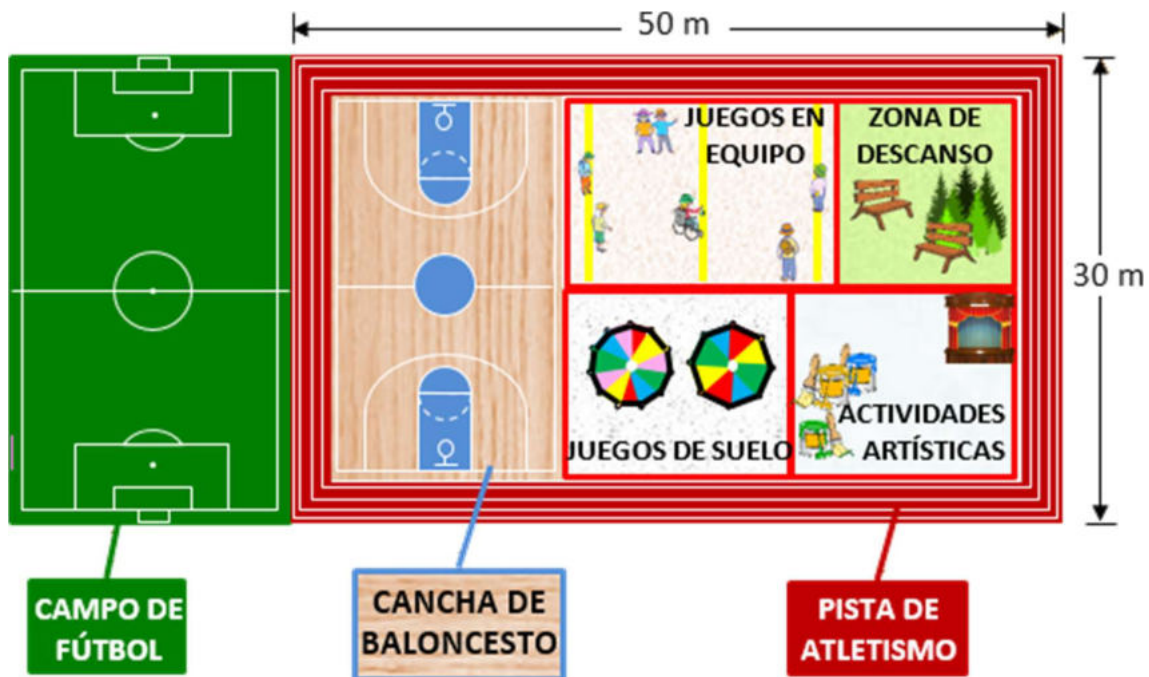 50 m
JUEGOS EN
EQUIPO
ZONA DE
DESCANSO
30 m
JUEGOS DE SUELO
ACTIVIDADES
ARTÍSTICAS
CAMPO DE
FÚTBOL
CANCHA DE
BALONCESTO
PISTA DE
ATLETISMO